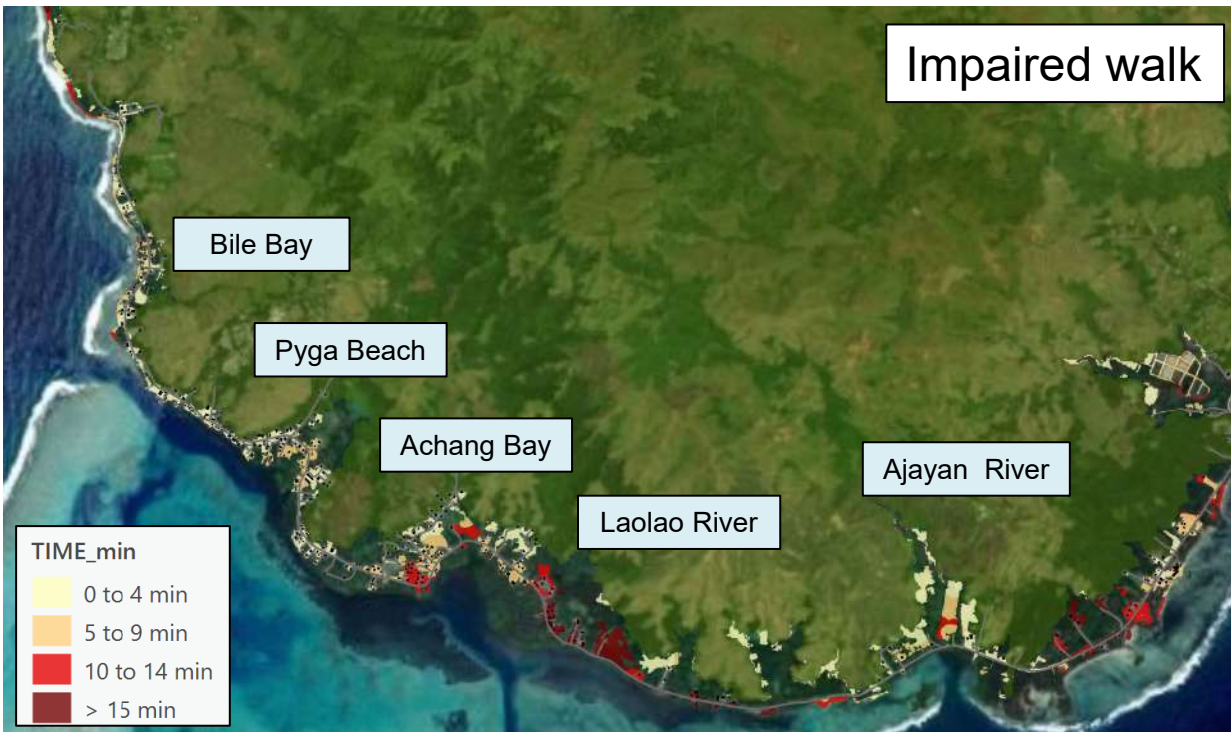 Impaired walk
Bile Bay
Pyga Beach
Achang Bay
Ajayan  River
Laolao River
TIME_min
0 to 4 min
5 to 9 min
10 to 14 min
> 15 min